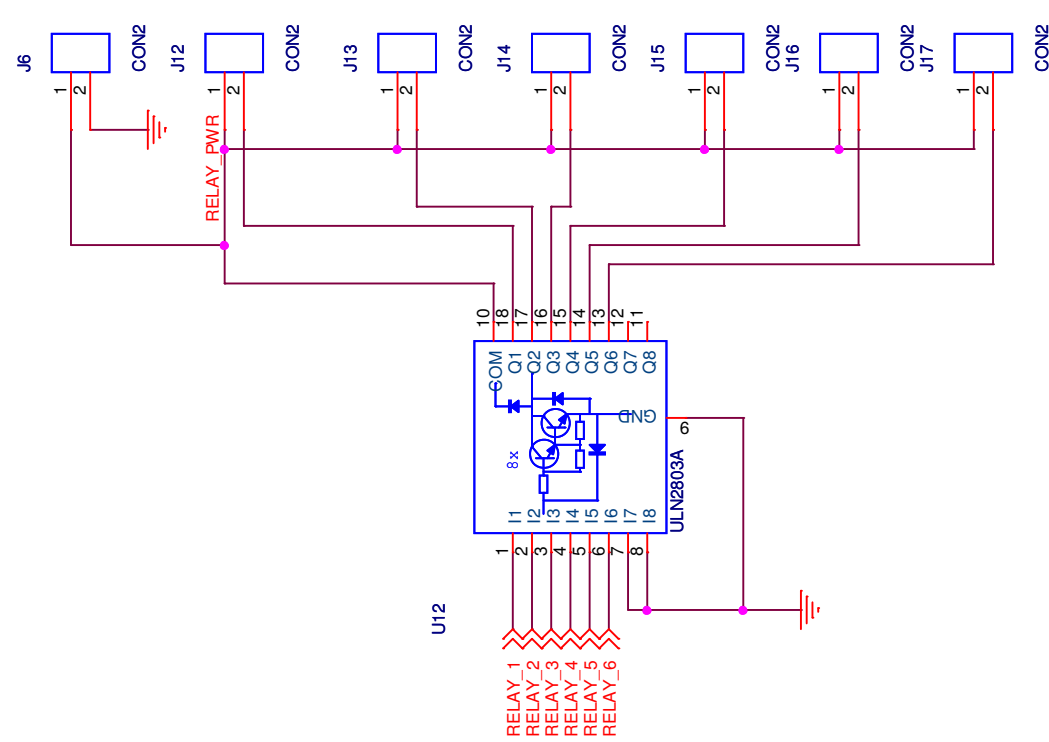 J6
CON2
J12
CON2
J13
CON2
J14
CON2
J15
CON2
J16
CON2
J17
CON2
1
2
1
2
1
2
1
2
1
2
1
2
1
2
RELAY_PWR
10
18
17
16
15
14
13
12
11
COM
Q1
Q2
Q3
Q4
Q5
Q6
Q7
Q8
GND
6
8x
ULN2803A
I1
I2
I3
I4
I5
I6
I7
I8
1
2
3
4
5
6
7
8
U12
RELAY_1
RELAY_2
RELAY_3
RELAY_4
RELAY_5
RELAY_6